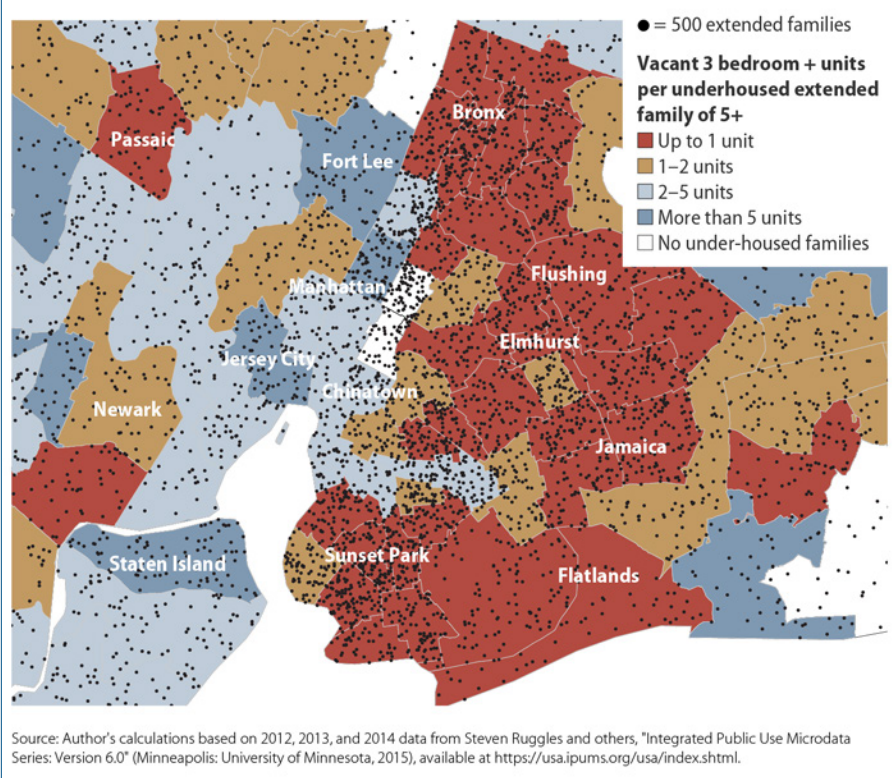 ● = 500 extended families
Vacant 3 bedroom + units
per underhoused extended
family of 5+
Up to 1 unit
1–2 units
2–5 units
More than 5 units
No under-housed families
Bronx
Passaic
Fort Lee
Flushing
Manhattan
Elmhurst
Jersey City
Chinatown
Newark
Jamaica
Sunset Park
Staten Island
Flatlands
Source: Author's calculations based on 2012, 2013, and 2014 data from Steven Ruggles and others, "Integrated Public Use Microdata
Series: Version 6.0" (Minneapolis: University of Minnesota, 2015), available at https://usa.ipums.org/usa/index.shtml.